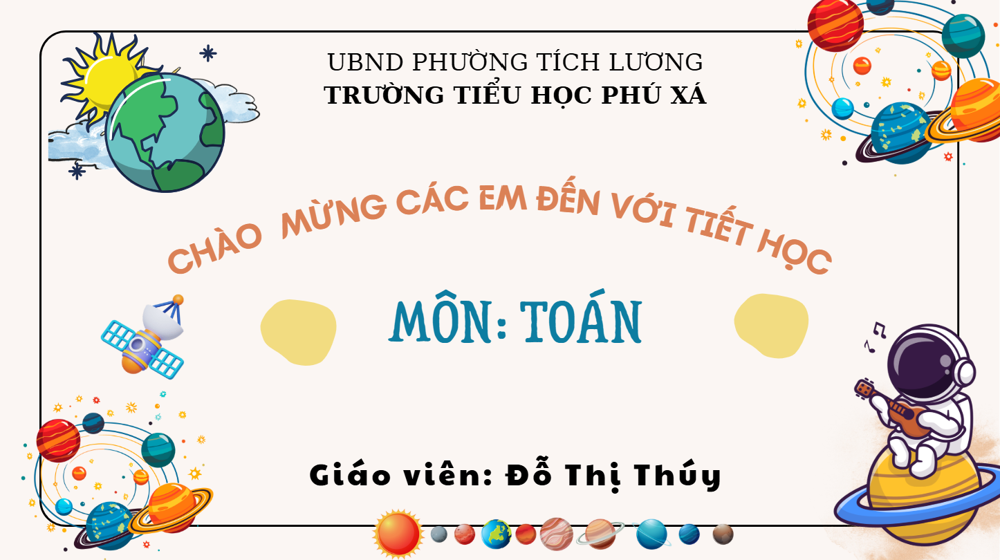 UBND PHƯỜNG TÍCH LƯƠNG
TRƯỜNG TIỂU HỌC PHÚ XÁ
CHÀO MỪNG CÁC EM ĐẾN VỚI TIẾT HỌC
MÔN: TOÁN
Giáo viên: Đỗ Thị Thúy